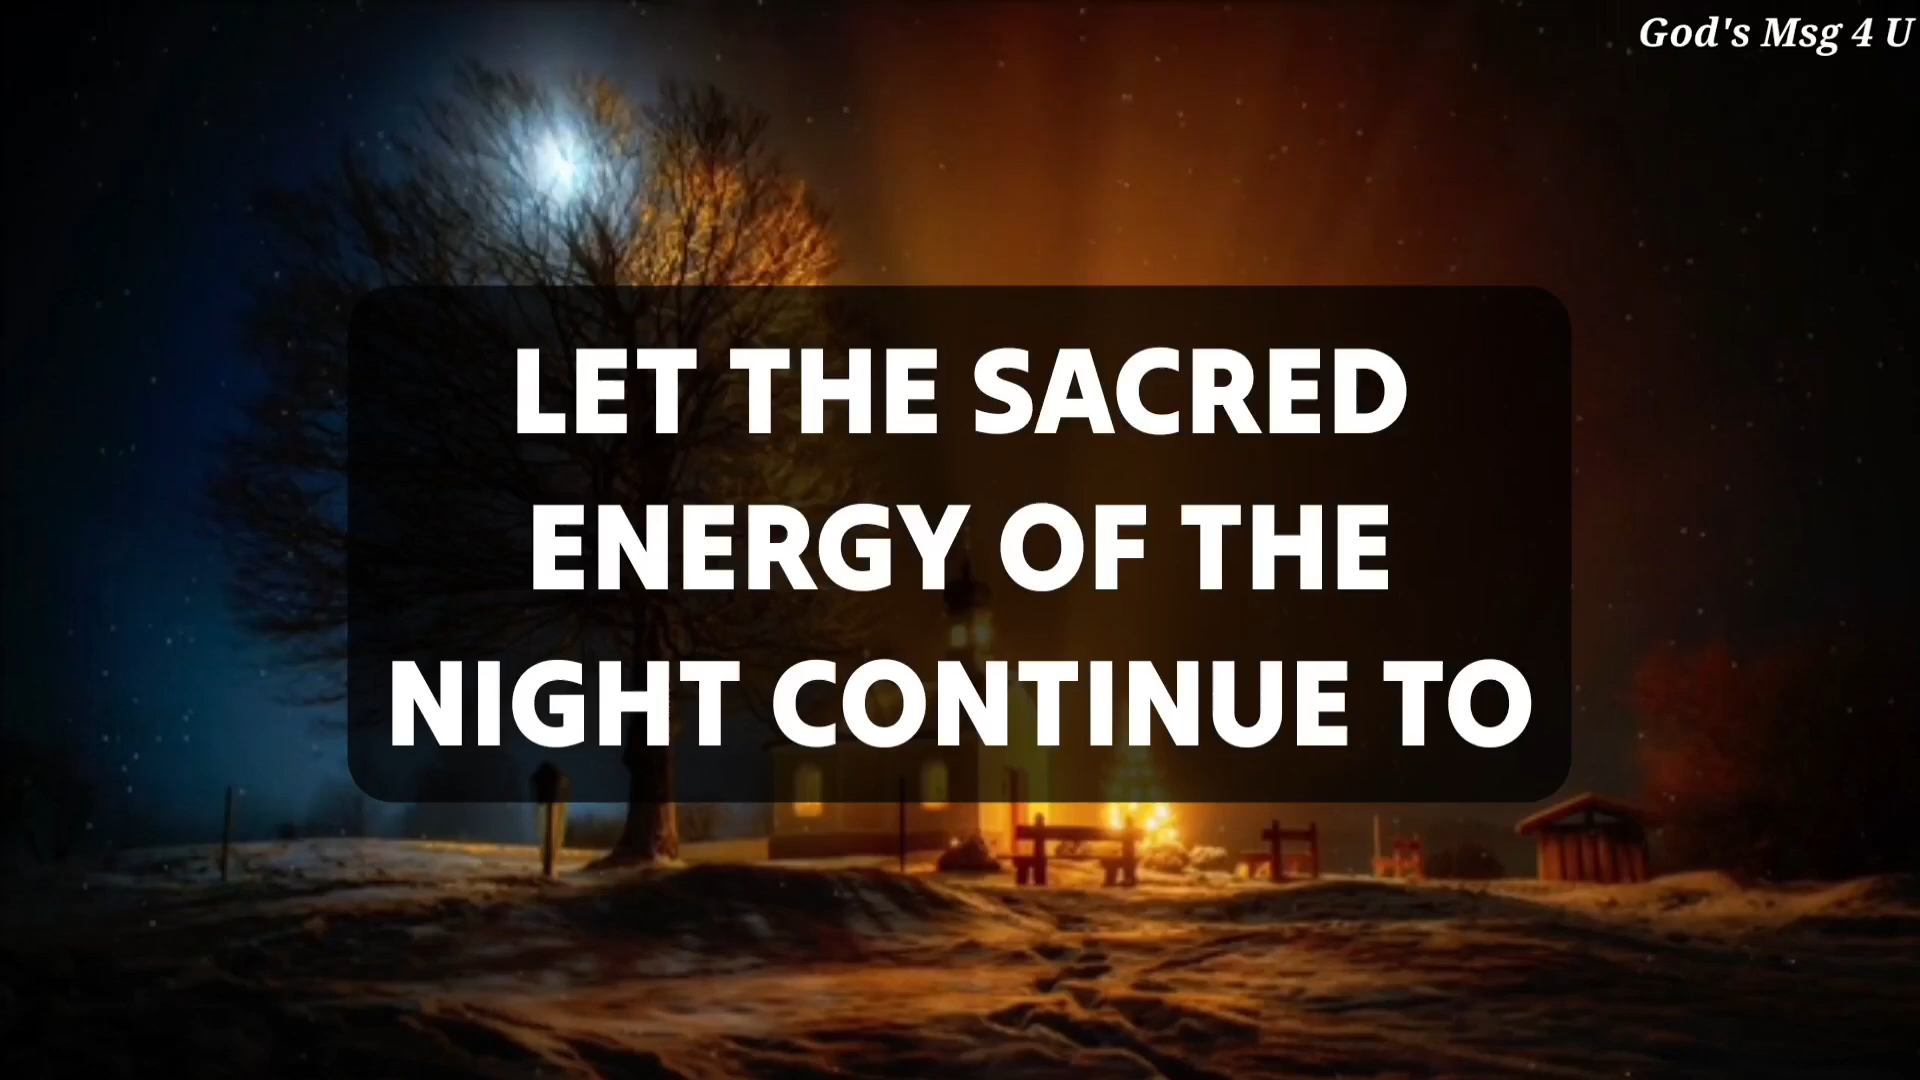 God's Msg 4 U
LET THE SACRED
ENERGY OF THE
NIGHT CONTINUE TO